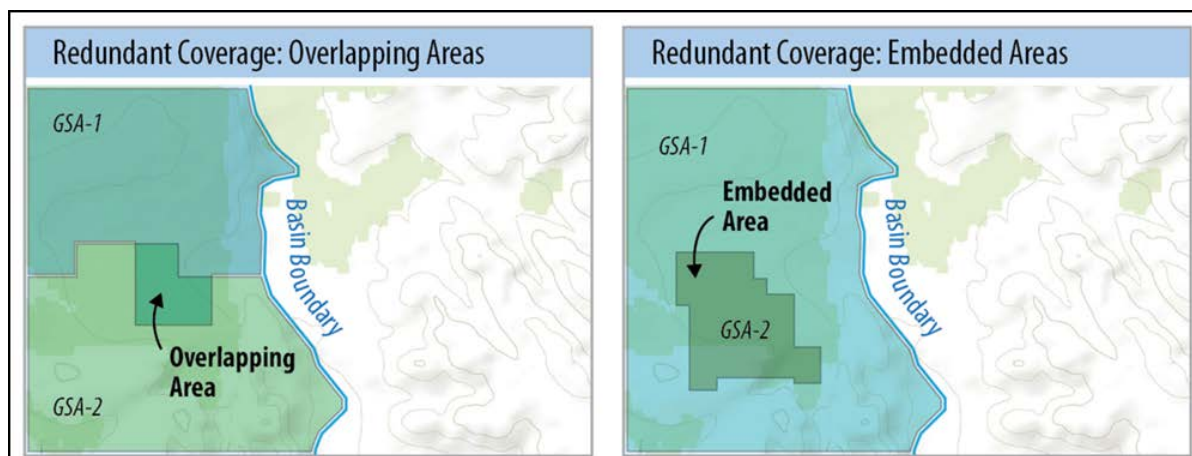 Redundant Coverage: Overlapping Areas
GSA-1
Basin Boundary
Overlapping
Area
GSA-2
Redundant Coverage: Embedded Areas
GSA-1
Embedded
Area
Basin Boundary
GSA-2